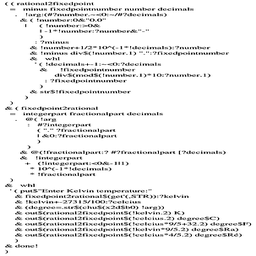 ( ( rational2fixedpoint
= minus fixedpointnumber number decimals
. !arg:(#?number.~<0:~/#?decimals)
& ( !number:0&"0.0"
| ( !number:>0&
| -1*!number:?number&"-"
)
: ?minus
& !number+1/2*10^(-1*!decimals):?number
& !minus div$(!number.1) ".":?fixedpointnumber
& whl
' ( !decimals+-1:~<0:?decimals
& !fixedpointnumber
div$(mod$(!number.1)*10:?number.1)
: ?fixedpointnumber
)
& str$!fixedpointnumber
)
)
& ( fixedpoint2rational
= integerpart fractionalpart decimals
. @( !arg
: #?integerpart
( "." ?fractionalpart
| &0:?fractionalpart
)
)
& @(!fractionalpart:? #?fractionalpart [?decimals)
& !integerpart
+ (!integerpart:<0&-1|1)
* 10^(-1*!decimals)
* !fractionalpart
)
& whl
' ( put$"Enter Kelvin temperature:"
& fixedpoint2rational$(get'(,STR)):?kelvin
& !kelvin+-27315/100:?celcius
& (degree=.str$(chu$(x2d$b0) !arg))
& out$(rational2fixedpoint$(!kelvin.2) K)
& out$(rational2fixedpoint$(!celcius.2) degree$C)
& out$(rational2fixedpoint$(!celcius*9/5+32.2) degree$F)
& out$(rational2fixedpoint$(!kelvin*9/5.2) degree$Ra)
& out$(rational2fixedpoint$(!celcius*4/5.2) degree$Ré)
)
& done!
)